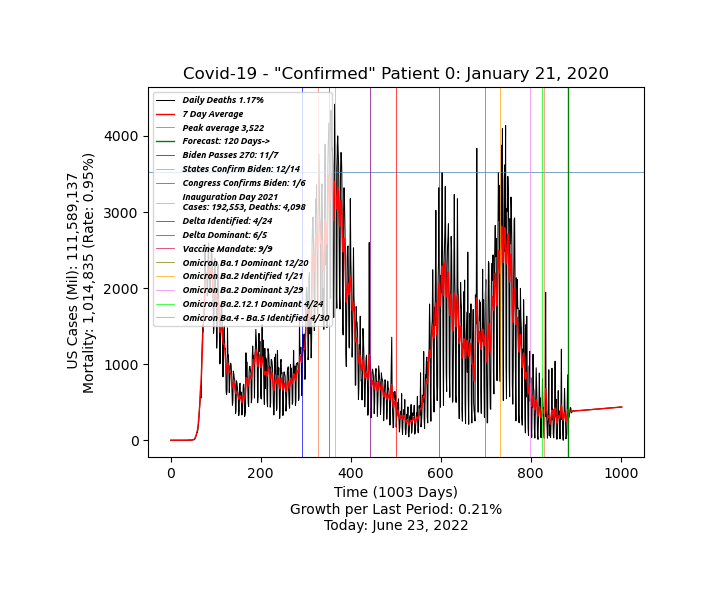 Covid-19 - "Confirmed" Patient 0: January 21, 2020
Daily Deaths 1.17%
7 Day Average
Peak average 3,522
Forecast: 120 Days->
Biden Passes 270: 11/7
States Confirm Biden: 12/14
Congress Confirms Biden: 1/6
Inauguration Day 2021
Cases: 192,553, Deaths: 4,098
Delta Identified: 4/24
Delta Dominant: 6/5
Vaccine Mandate: 9/9
Omicron Ba.1 Dominant 12/20
Omicron Ba.2 Identified 1/21
Omicron Ba.2 Dominant 3/29
Omicron Ba.2.12.1 Dominant 4/24
Omicron Ba.4 - Ba.5 Identified 4/30
US Cases (Mil): 111,589,137
Mortality: 1,014,835 (Rate: 0.95%)
4000
3000
2000
1000
0
0 200 400 600 800 1000
Time (1003 Days)
Growth per Last Period: 0.21%
Today: June 23, 2022